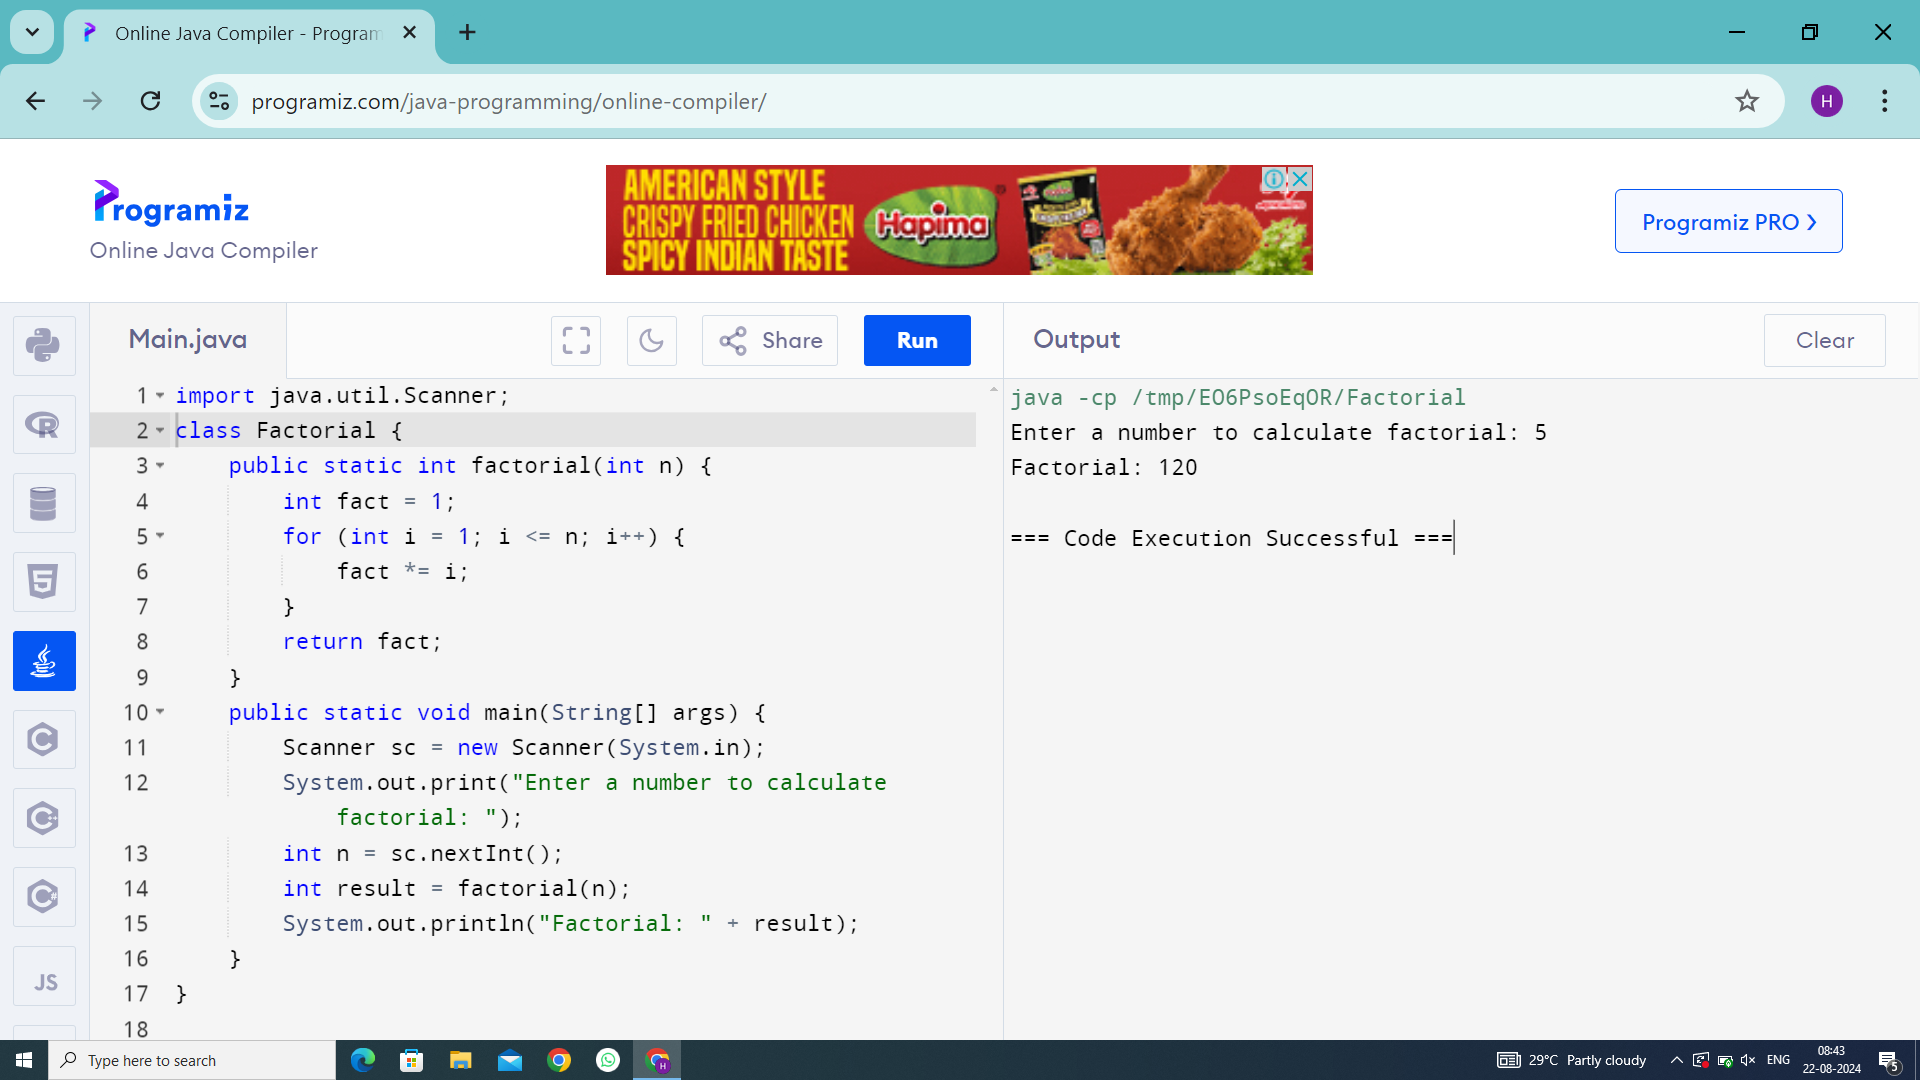 Online Java Compiler - Program
programiz.com/java-programming/online-compiler/
H
Programiz
Online Java Compiler
AMERICAN STYLE
CRISPY FRIED CHICKEN
SPICY INDIAN TASTE
Hapima
Programiz PRO
Main.java
Share
Run
Output
Clear
1 import java.util.Scanner;
2 class Factorial {
3 public static int factorial(int n) {
4 int fact = 1;
5 for (int i = 1; i <= n; i++) {
6 fact *= i;
7 }
8 return fact;
9 }
10 public static void main(String[] args) {
11 Scanner sc = new Scanner(System.in);
12 System.out.print("Enter a number to calculate
factorial: ");
13 int n = sc.nextInt();
14 int result = factorial(n);
15 System.out.println("Factorial: " + result);
16 }
17 }
18
java -cp /tmp/EO6PsoEqOR/Factorial
Enter a number to calculate factorial: 5
Factorial: 120
=== Code Execution Successful ===
R
5
C
C++
C#
JS
Type here to search
H
29°C Partly cloudy
ENG
08:43
22-08-2024
5